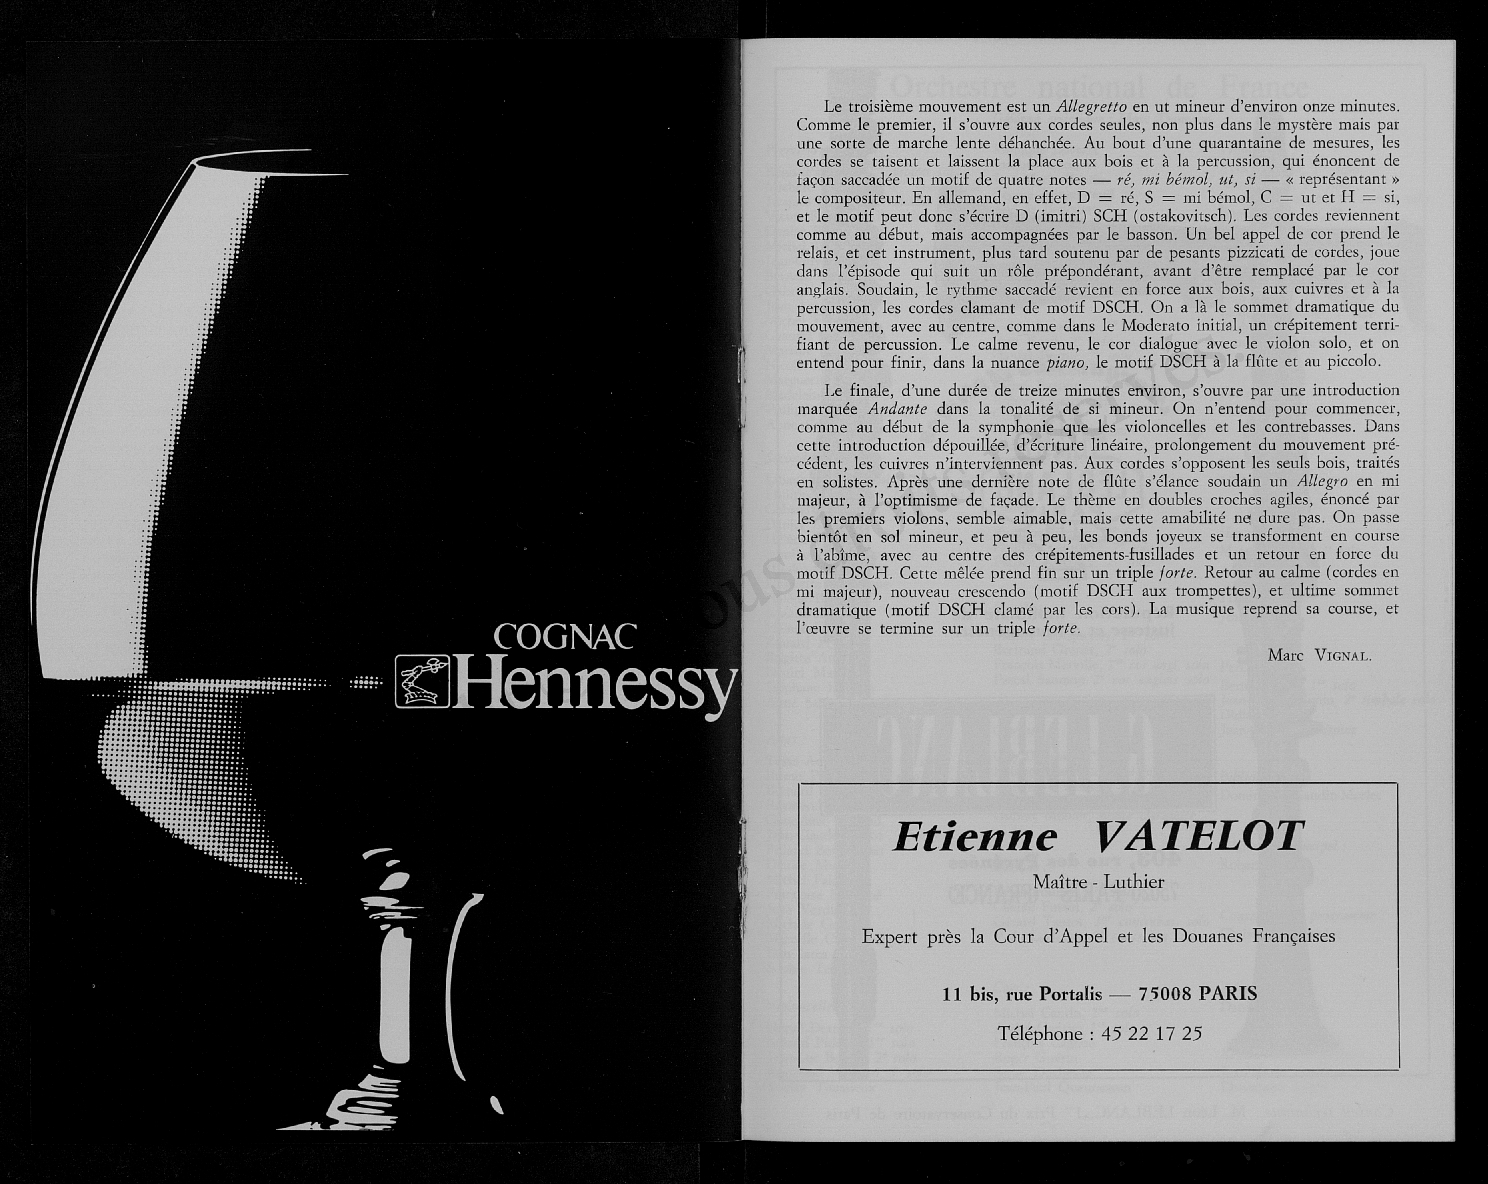 COGNAC
Hennessy
Le troisième mouvement est un Allegretto en ut mineur d'environ onze minutes.
Comme le premier, il s'ouvre aux cordes seules, non plus dans le mystère mais par
une sorte de marche lente déhanchée. Au bout d'une quarantaine de mesures, les
cordes se taisent et laissent la place aux bois et à la percussion, qui énoncent de
façon saccadée un motif de quatre notes — ré, mi bémol, ut, si — « représentant »
le compositeur. En allemand, en effet, D = ré, S = mi bémol, C = ut et H = si,
et le motif peut donc s'écrire D (imitri) SCH (ostakovitsch). Les cordes reviennent
comme au début, mais accompagnées par le basson. Un bel appel de cor prend le
relais, et cet instrument, plus tard soutenu par de pesants pizzicati de cordes, joue
dans l'épisode qui suit un rôle prépondérant, avant d'être remplacé par le cor
anglais. Soudain, le rythme saccadé revient en force aux bois, aux cuivres et à la
percussion, les cordes clamant de motif DSCH. On a là le sommet dramatique du
mouvement, avec au centre, comme dans le Moderato initial, un crépitement terri-
fiant de percussion. Le calme revenu, le cor dialogue avec le violon solo, et on
entend pour finir, dans la nuance piano, le motif DSCH à la flûte et au piccolo.
Le finale, d'une durée de treize minutes environ, s'ouvre par une introduction
marquée Andante dans la tonalité de si mineur. On n'entend pour commencer,
comme au début de la symphonie que les violoncelles et les contrebasses. Dans
cette introduction dépouillée, d'écriture linéaire, prolongement du mouvement pré-
cédent, les cuivres n'interviennent pas. Aux cordes s'opposent les seuls bois, traités
en solistes. Après une dernière note de flûte s'élance soudain un Allegro en mi
majeur, à l'optimisme de façade. Le thème en doubles croches agiles, énoncé par
les premiers violons, semble aimable, mais cette amabilité ne dure pas. On passe
bientôt en sol mineur, et peu à peu, les bonds joyeux se transforment en course
à l'abîme, avec au centre des crépitements-fusillades et un retour en force du
motif DSCH. Cette mêlée prend fin sur un triple forte. Retour au calme (cordes en
mi majeur), nouveau crescendo (motif DSCH aux trompettes), et ultime sommet
dramatique (motif DSCH clamé par les cors). La musique reprend sa course, et
l'œuvre se termine sur un triple forte.
Marc VIGNAL.
Etienne VATELOT
Maître - Luthier
Expert près la Cour d'Appel et les Douanes Françaises
11 bis, rue Portalis — 75008 PARIS
Téléphone : 45 22 17 25